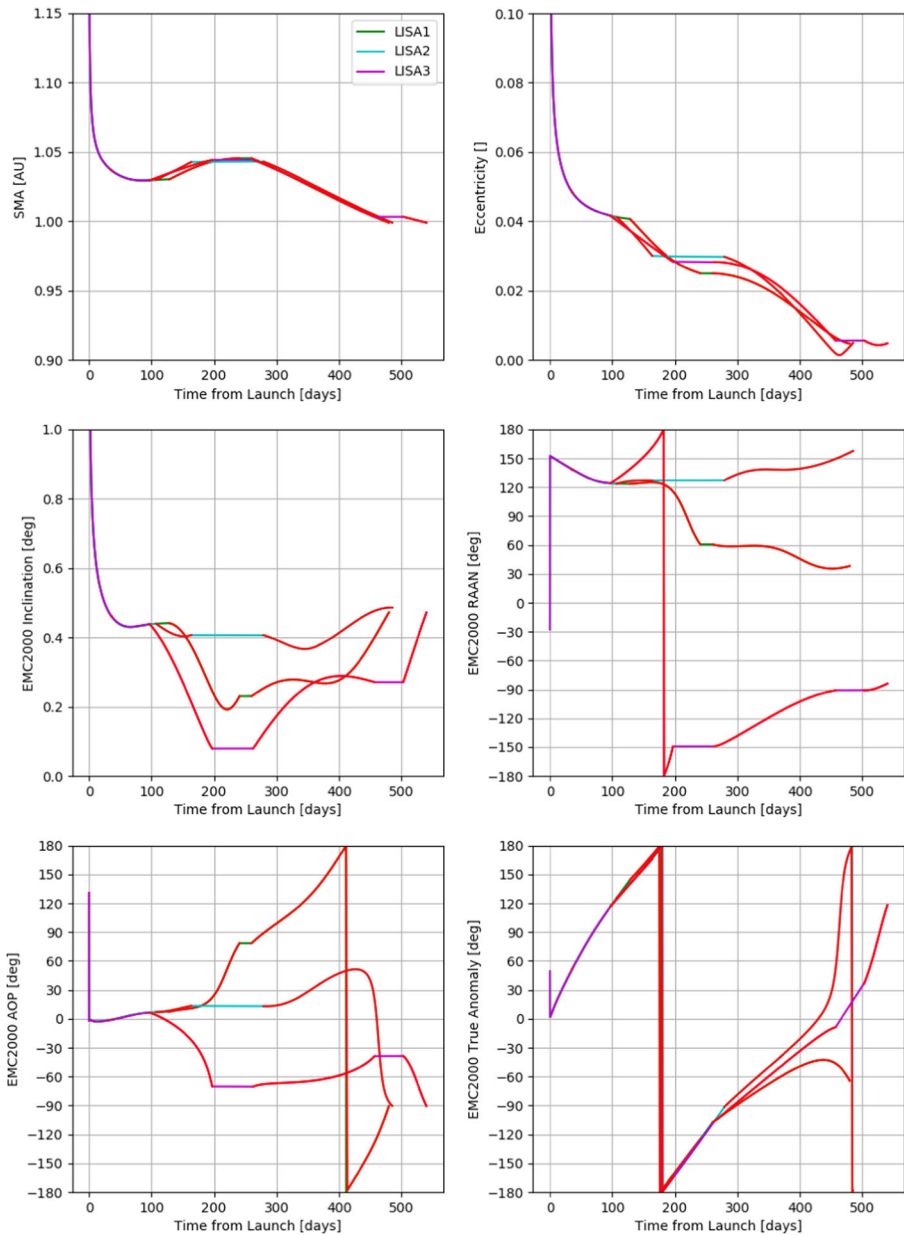 1.15
1.10
1.05
1.00
0.95
0.90
SMA [AU]
0 100 200 300 400 500
Time from Launch [days]
LISA1
LISA2
LISA3
0.10
0.08
0.06
0.04
0.02
0.00
Eccentricity []
0 100 200 300 400 500
Time from Launch [days]
1.0
0.8
0.6
0.4
0.2
0.0
EMC2000 Inclination [deg]
0 100 200 300 400 500
Time from Launch [days]
180
150
120
90
60
30
0
−30
−60
−90
−120
−150
−180
EMC2000 RAAN [deg]
0 100 200 300 400 500
Time from Launch [days]
180
150
120
90
60
30
0
−30
−60
−90
−120
−150
−180
EMC2000 AOP [deg]
0 100 200 300 400 500
Time from Launch [days]
180
150
120
90
60
30
0
−30
−60
−90
−120
−150
−180
EMC2000 True Anomaly [deg]
0 100 200 300 400 500
Time from Launch [days]